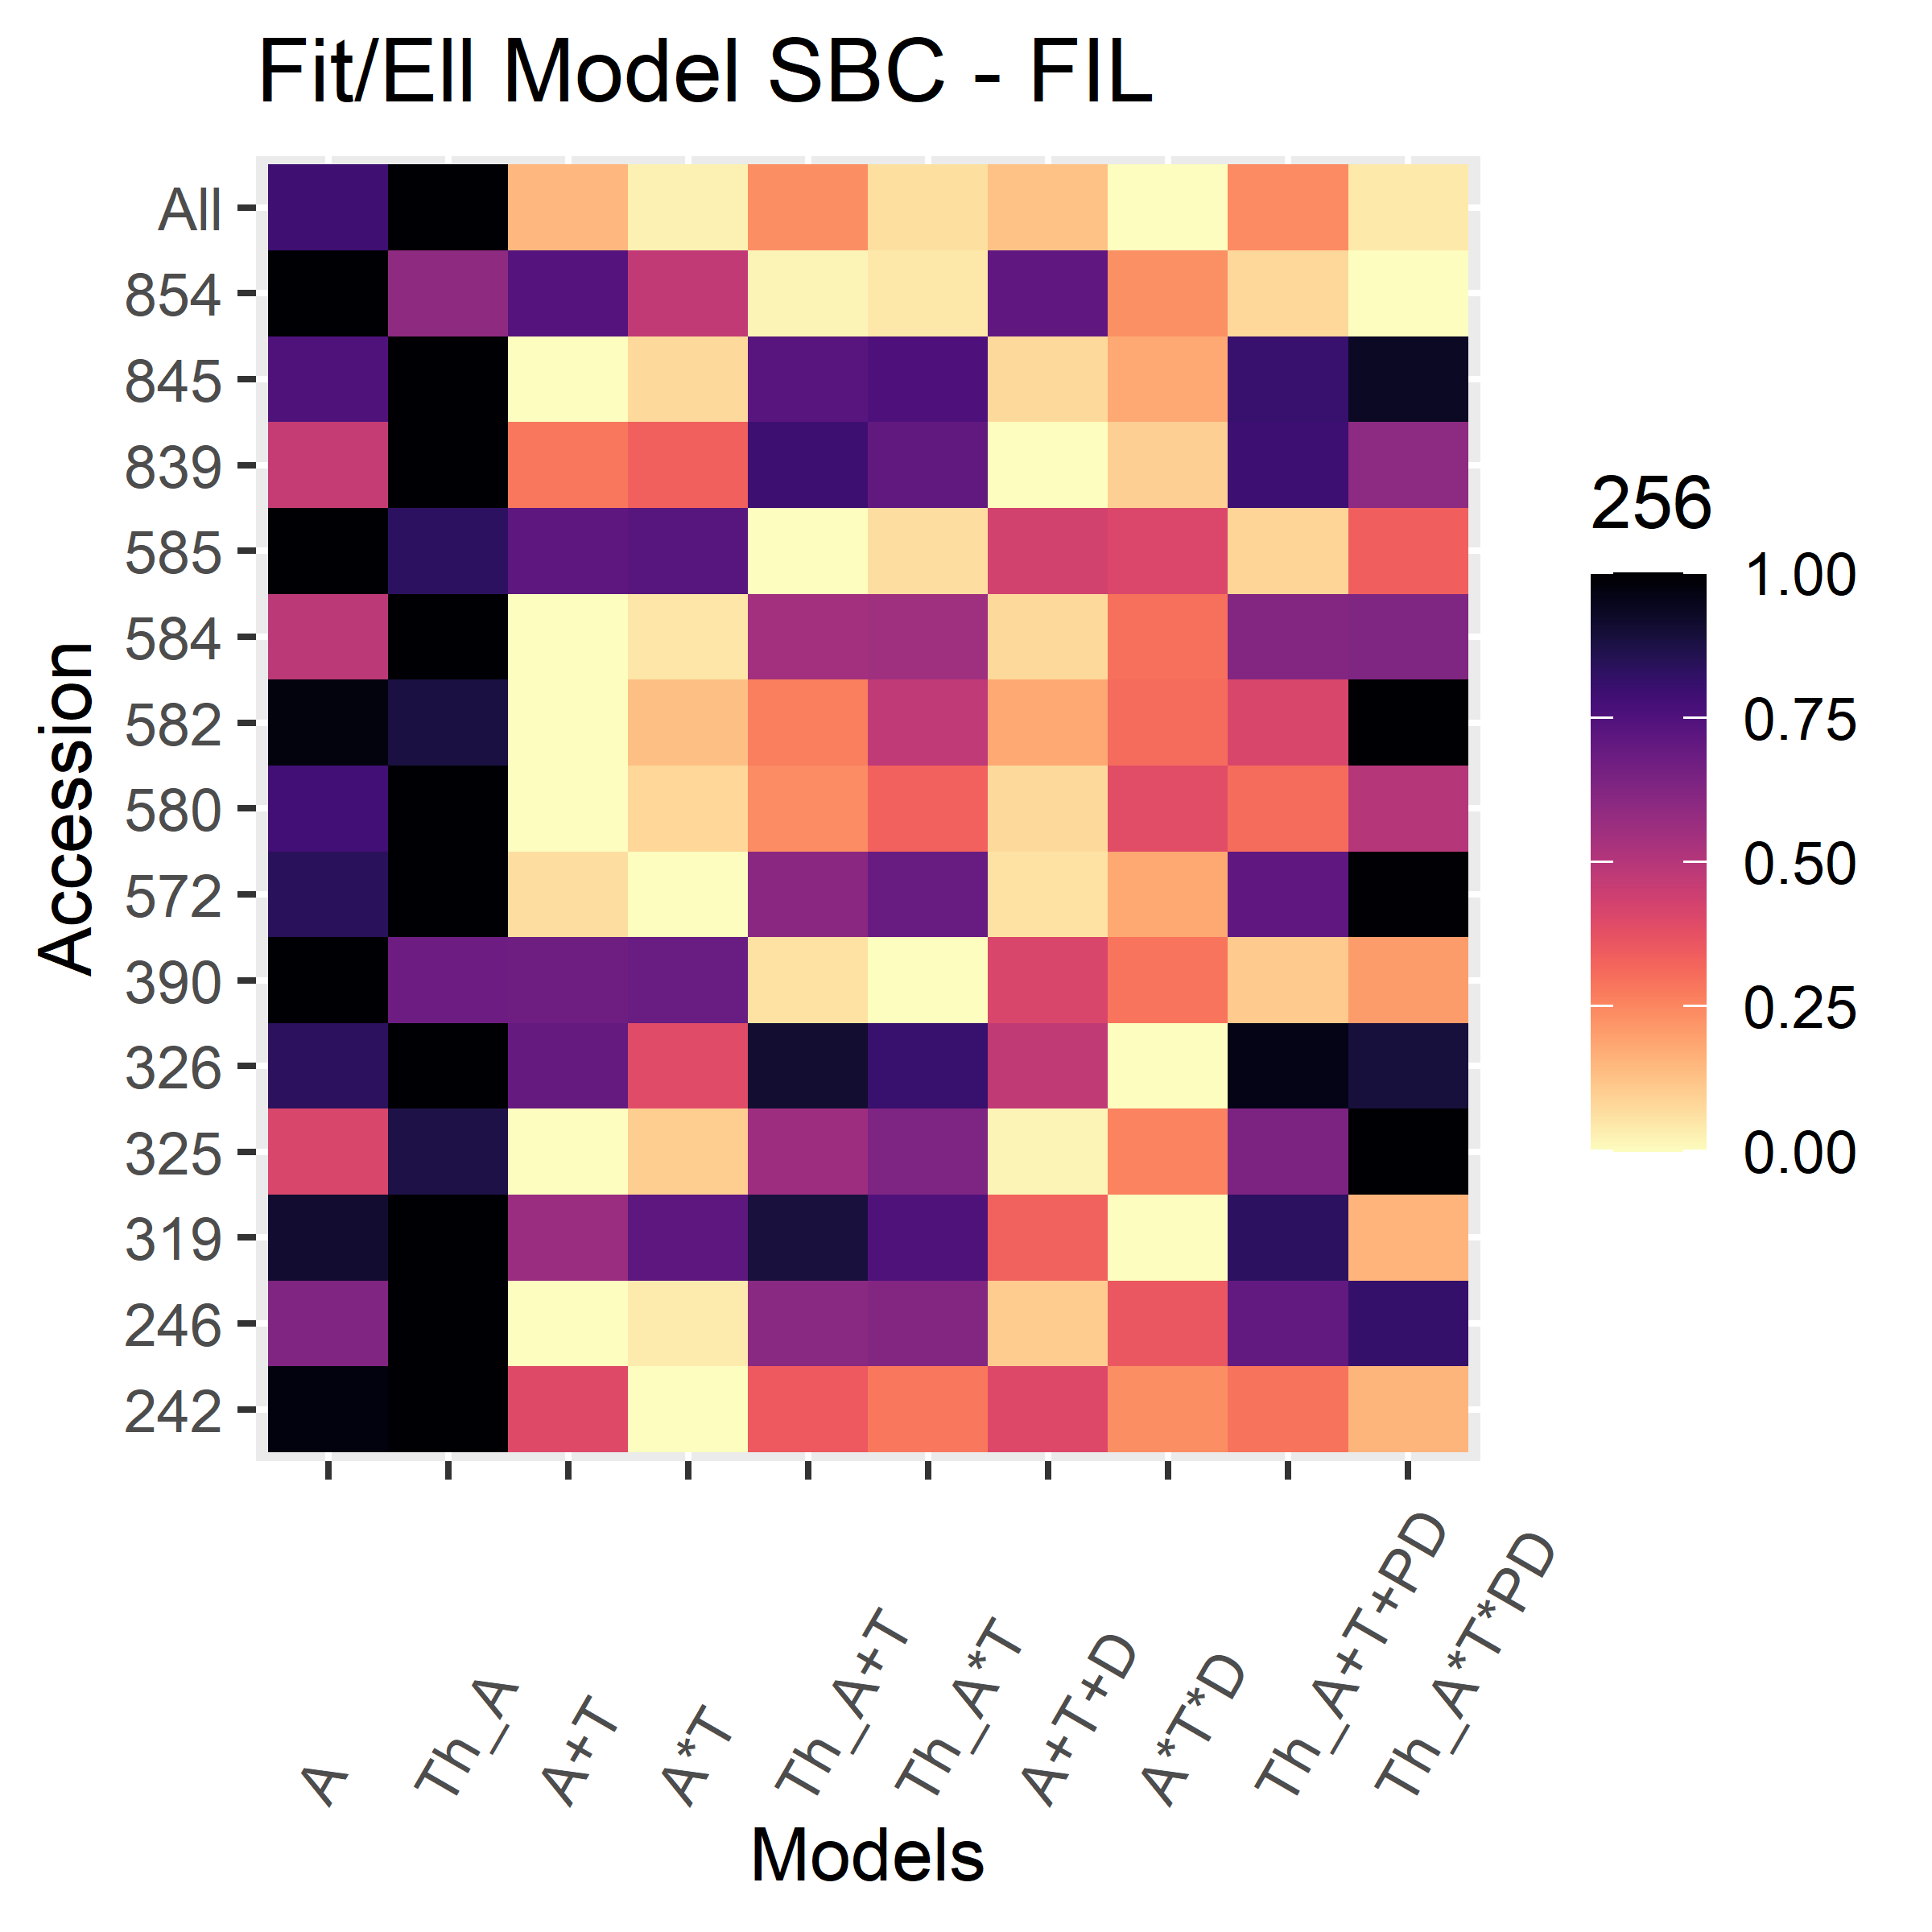 Fit/Ell Model SBC - FIL
Accession
All
854
845
839
585
584
582
580
572
390
326
325
319
246
242
256
1.00
0.75
0.50
0.25
0.00
A
Th_A
A+T
A*T
Th_A+T
Th_A*T
A+T+D
A*T*D
Th_A+T+PD
Th_A*T*PD
Models